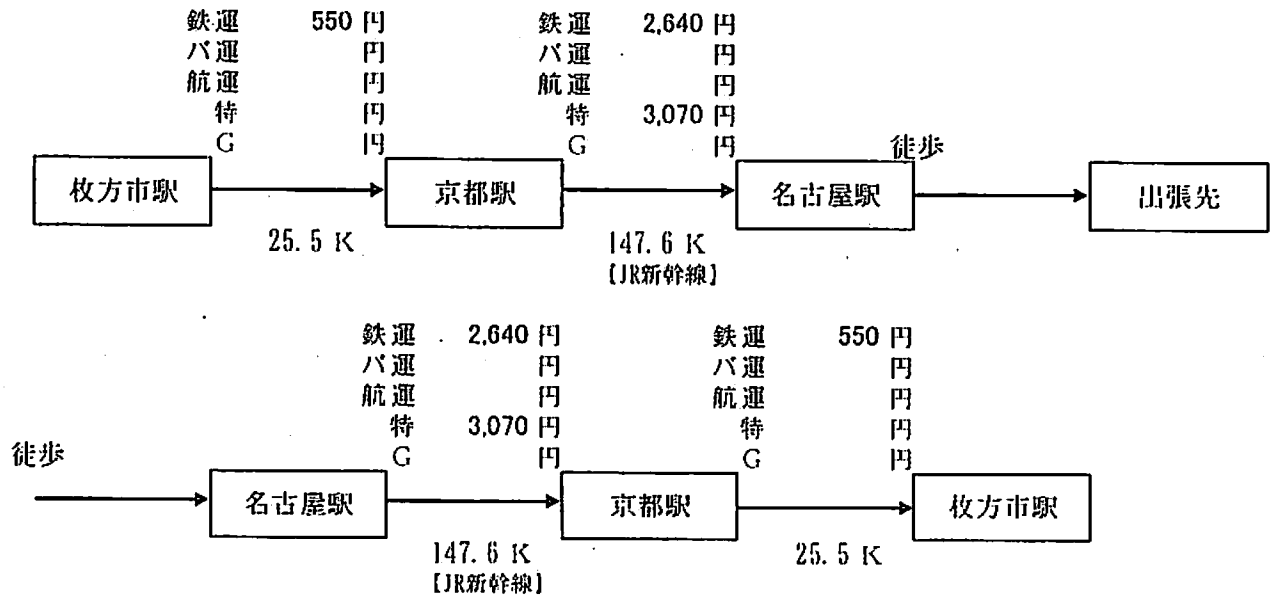 鉄運 550 円 鉄運 2,640 円
バ運 円 バ運 円
航運 円 航運 円
特 円 特 3,070 円
G 円 G 円
徒歩
枚方市駅 京都駅 名古屋駅 出張先
25.5 K 147.6 K
【JR新幹線】
鉄運 2,640 円 鉄運 550 円
バ運 円 バ運 円
航運 円 航運 円
特 3,070 円 特 円
G 円 G 円
徒歩
名古屋駅 京都駅 枚方市駅
147.6 K 25.5 K
【JR新幹線】